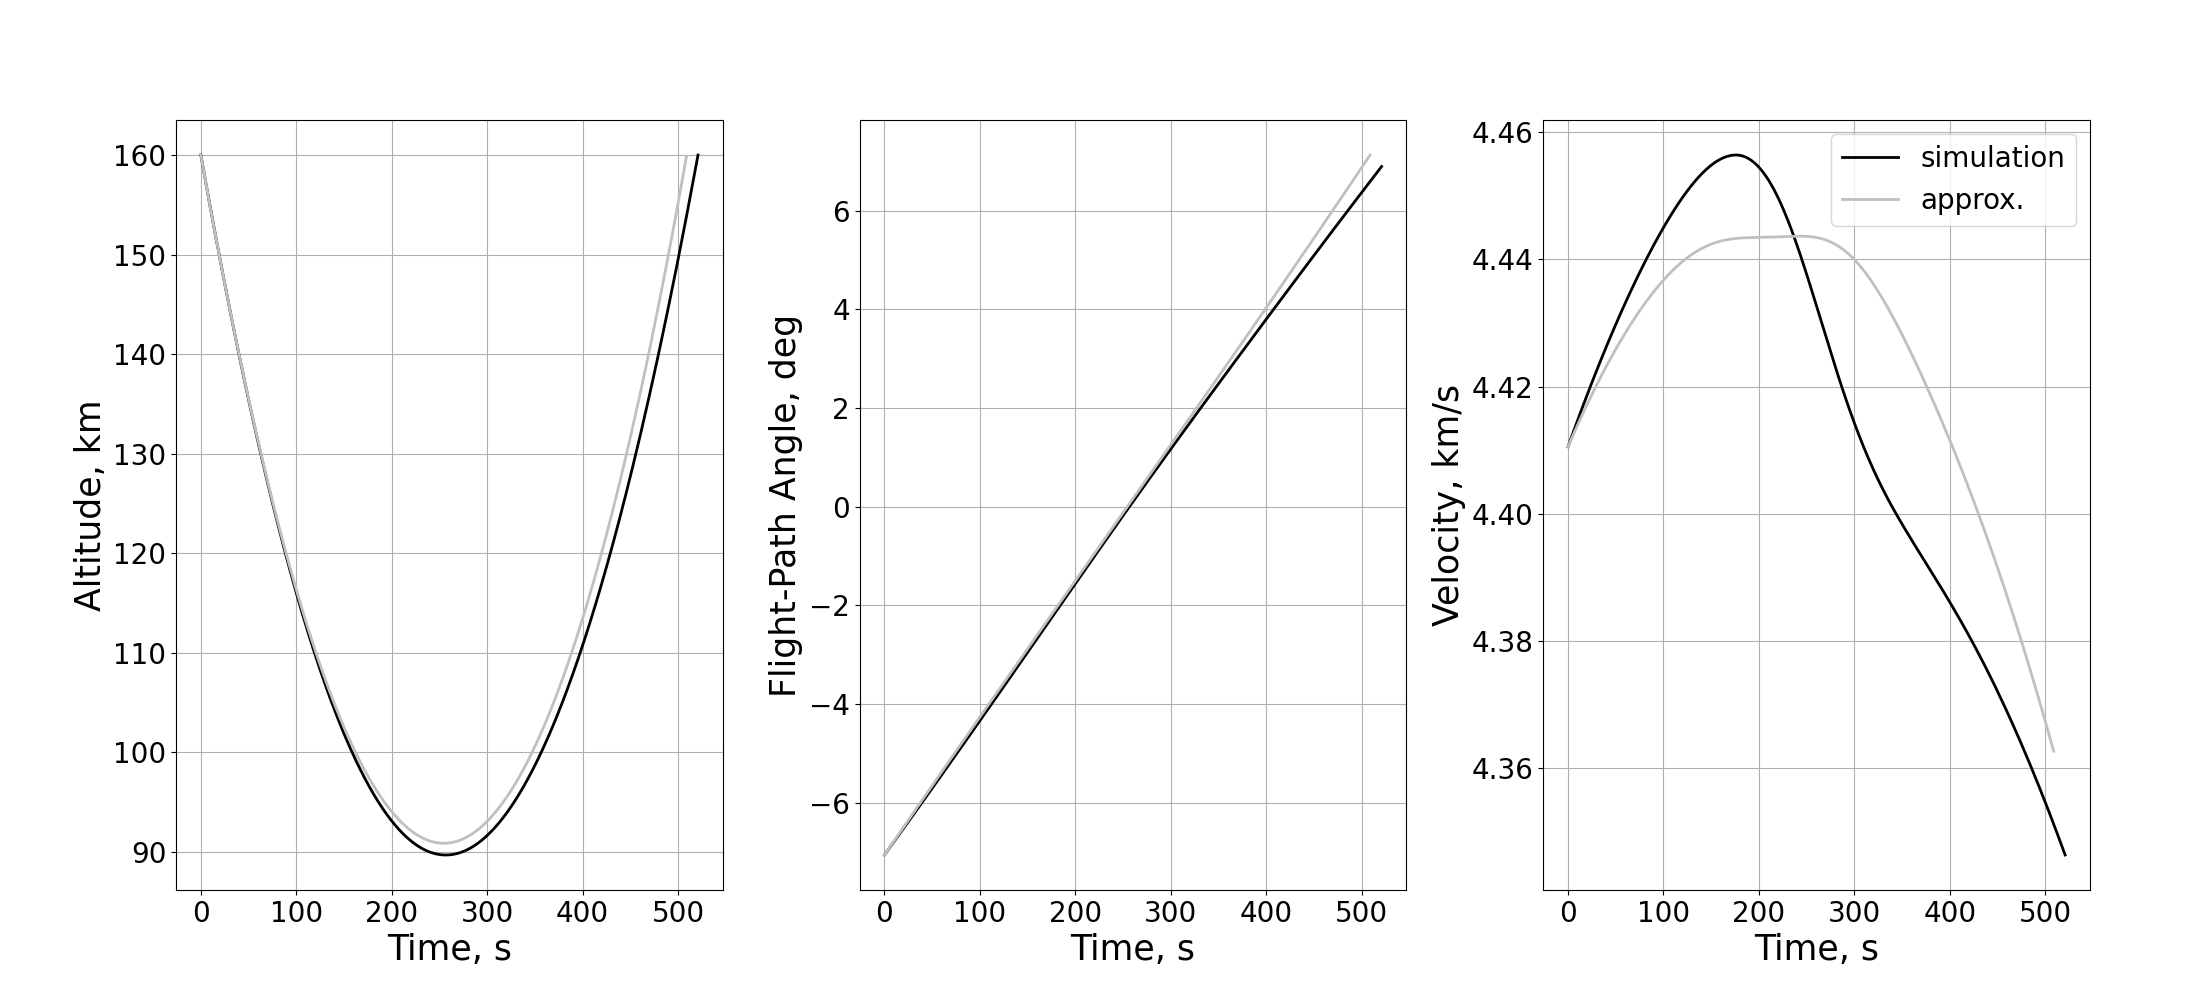 Altitude, km
160
150
140
130
120
110
100
90
0 100 200 300 400 500
Time, s
Flight-Path Angle, deg
6
4
2
0
−2
−4
−6
0 100 200 300 400 500
Time, s
Velocity, km/s
4.46
4.44
4.42
4.40
4.38
4.36
0 100 200 300 400 500
Time, s
simulation
approx.